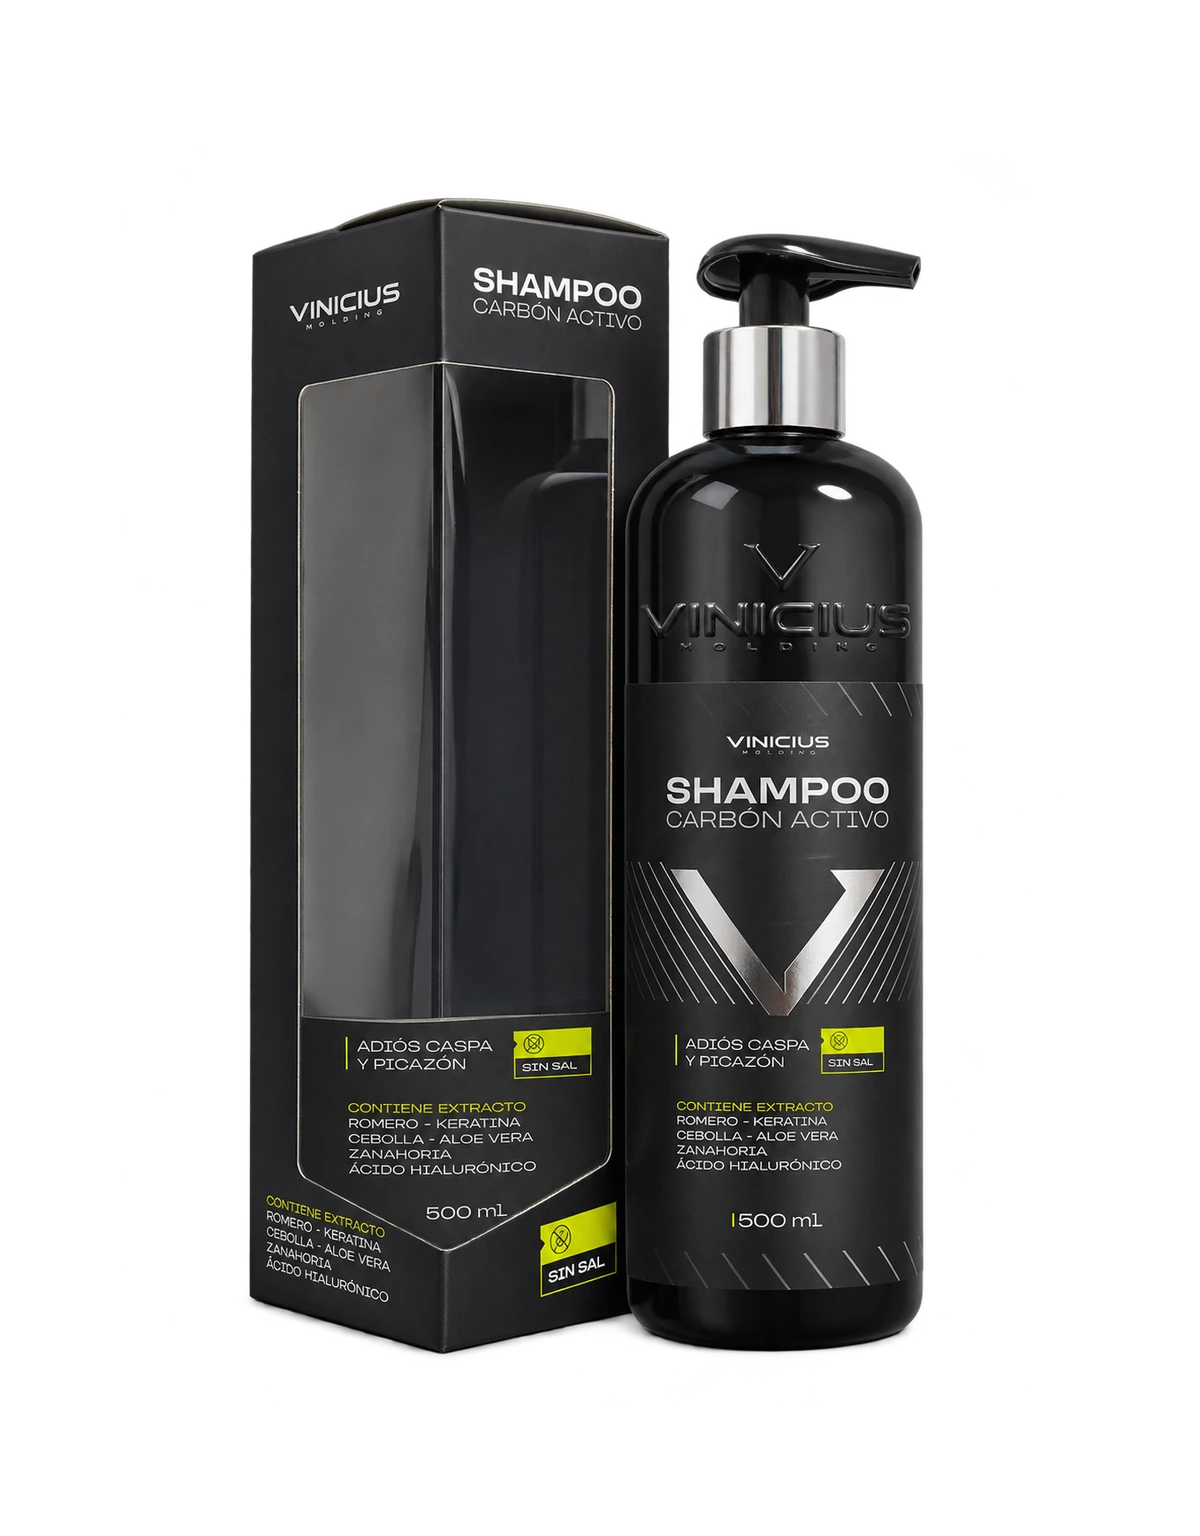 VINICIUS
MOLDING
SHAMPOO
CARBÓN ACTIVO
ADIÓS CASPA
Y PICAZÓN
SIN SAL
CONTIENE EXTRACTO
ROMERO - KERATINA
CEBOLLA - ALOE VERA
ZANAHORIA
ÁCIDO HIALURÓNICO
500 ml
CONTIENE EXTRACTO
ROMERO - KERATINA
CEBOLLA - ALOE VERA
ZANAHORIA
ÁCIDO HIALURÓNICO
SIN SAL
V
VINIICIUS
MOLDING
VINICIUS
MOLDING
SHAMPOO
CARBÓN ACTIVO
V
ADIÓS CASPA
Y PICAZÓN
SIN SAL
CONTIENE EXTRACTO
ROMERO - KERATINA
CEBOLLA - ALOE VERA
ZANAHORIA
ÁCIDO HIALURÓNICO
500 ml